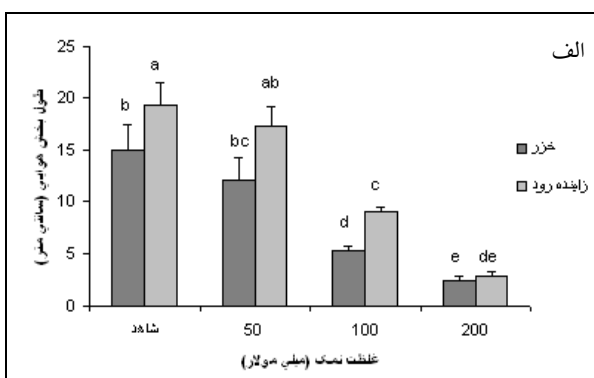 الف
طول بخش هوایی (سانتی متر)
25
20
15
10
5
0
b
a
bc
ab
d
c
e
de
خزر
زاینده رود
شاهد
50
100
200
غلظت نمک (میلی مولار)